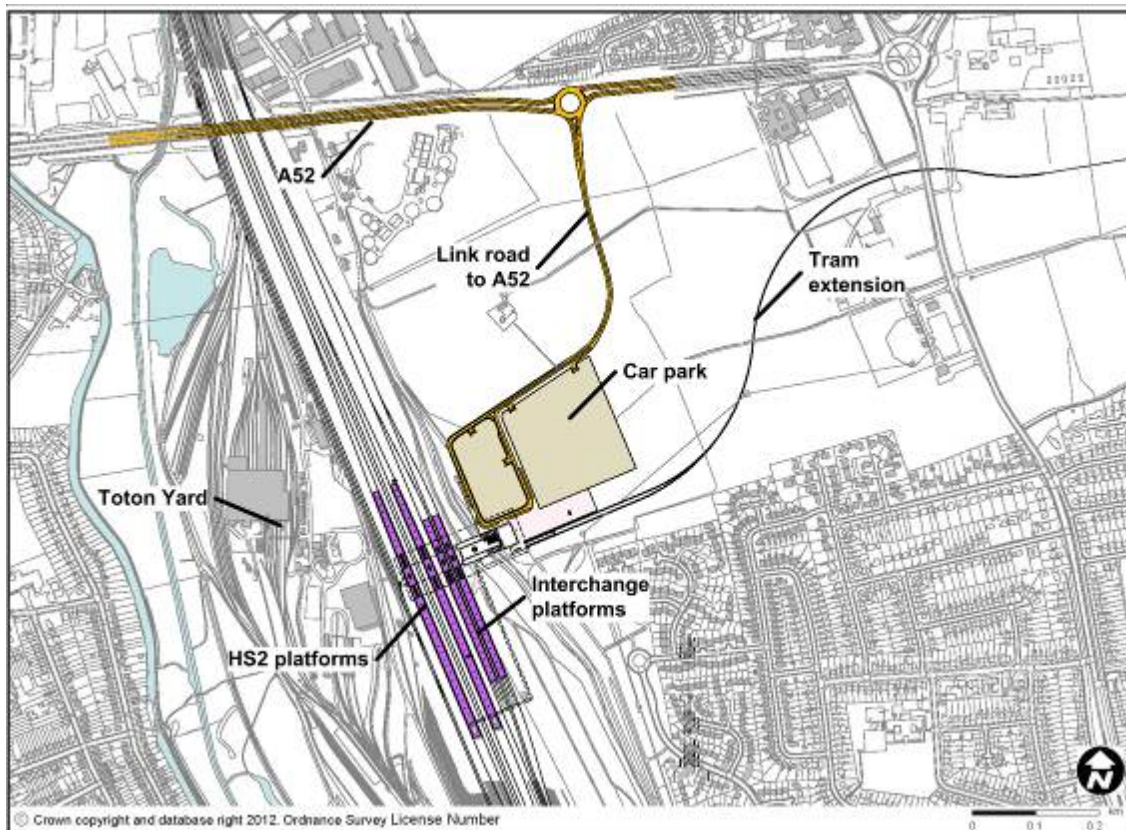 A52
Link road
to A52
Tram
extension
Car park
Toton Yard
Interchange
platforms
HS2 platforms
N
km
0 0.1 0.2
© Crown copyright and database right 2012. Ordnance Survey License Number